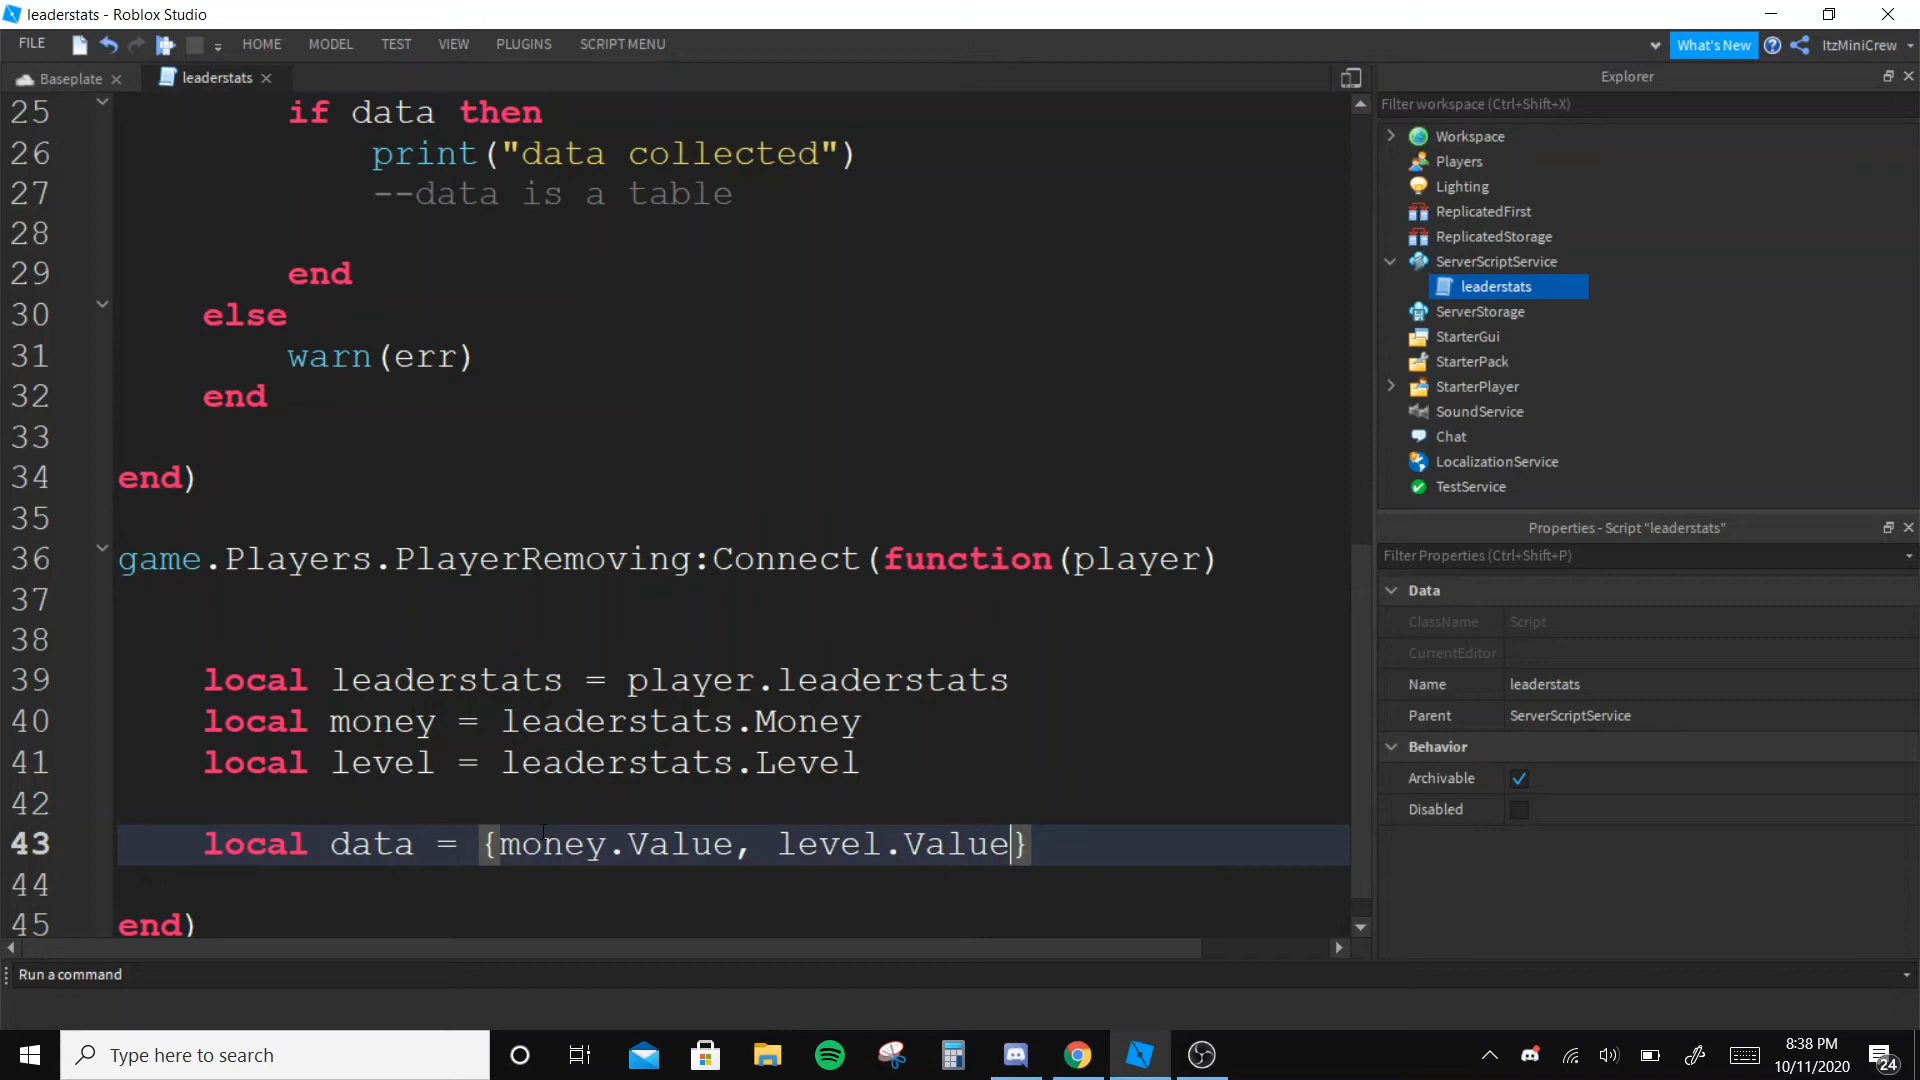 leaderstats - Roblox Studio
FILE HOME MODEL TEST VIEW PLUGINS SCRIPT MENU What's New ItzMiniCrew
Baseplate leaderstats
25 if data then
26 print("data collected")
27 --data is a table
28
29 end
30 else
31 warn(err)
32 end
33
34 end)
35
36 game.Players.PlayerRemoving:Connect(function(player)
37
38
39 local leaderstats = player.leaderstats
40 local money = leaderstats.Money
41 local level = leaderstats.Level
42
43 local data = {money.Value, level.Value}
44
45 end)
Explorer
Filter workspace (Ctrl+Shift+X)
Workspace
Players
Lighting
ReplicatedFirst
ReplicatedStorage
ServerScriptService
leaderstats
ServerStorage
StarterGui
StarterPack
StarterPlayer
SoundService
Chat
LocalizationService
TestService
Properties - Script "leaderstats"
Filter Properties (Ctrl+Shift+P)
Data
ClassName Script
CurrentEditor
Name leaderstats
Parent ServerScriptService
Behavior
Archivable
Disabled
Run a command
Type here to search
8:38 PM
10/11/2020
24